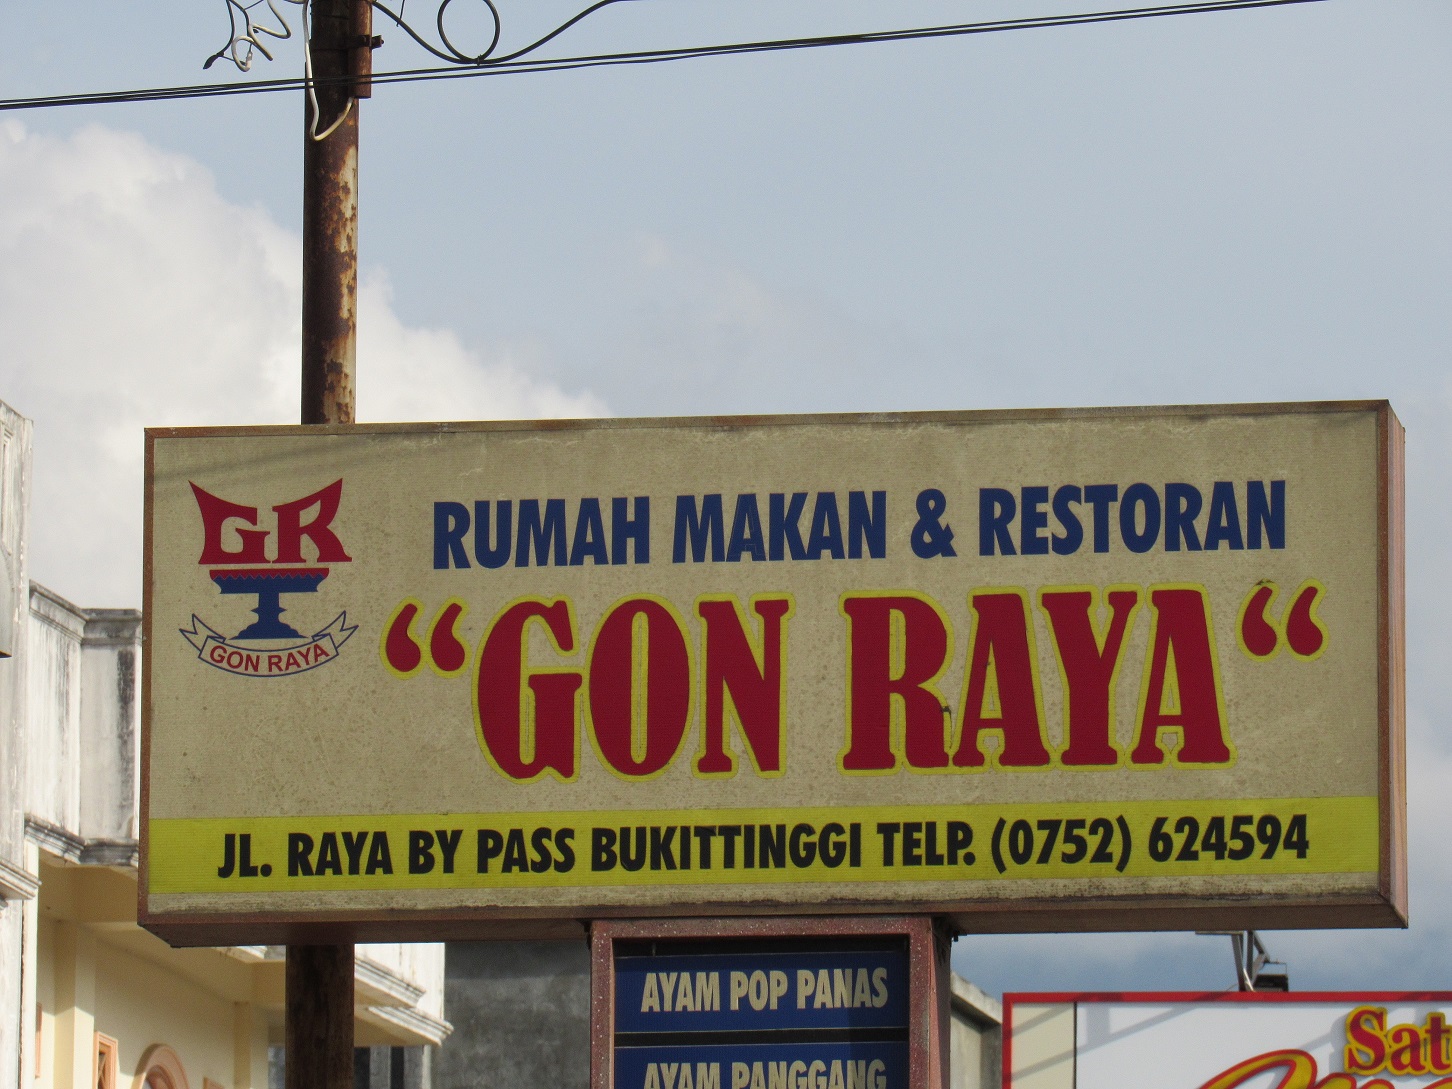 GR
GON RAYA
RUMAH MAKAN & RESTORAN
“GON RAYA“
JL. RAYA BY PASS BUKITTINGGI TELP. (0752) 624594
AYAM POP PANAS
AYAM PANGGANG